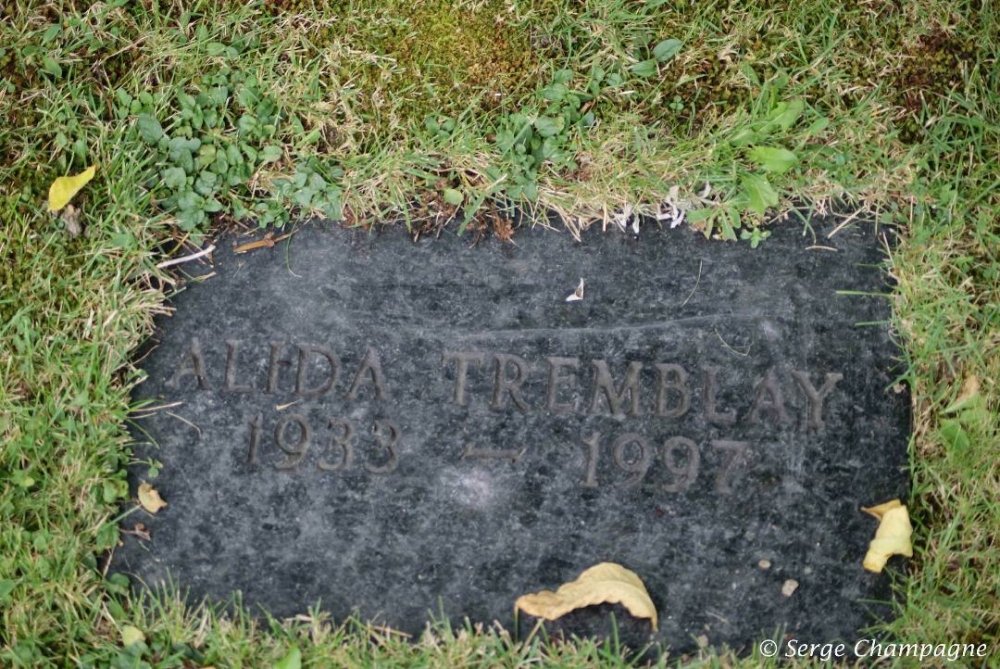 ALIDA TREMBLAY
1933 — 1997
© Serge Champagne